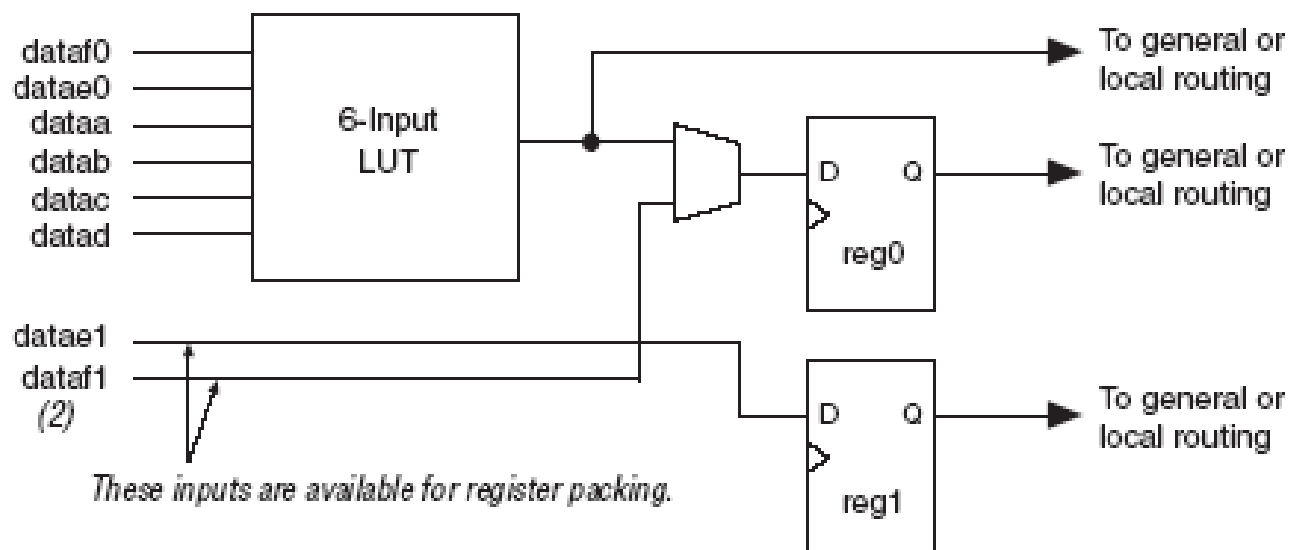 dataf0
datae0
dataa
datab
datac
datad
6-Input
LUT
To general or
local routing
D Q
reg0
To general or
local routing
datae1
dataf1
(2)
These inputs are available for register packing.
D Q
reg1
To general or
local routing